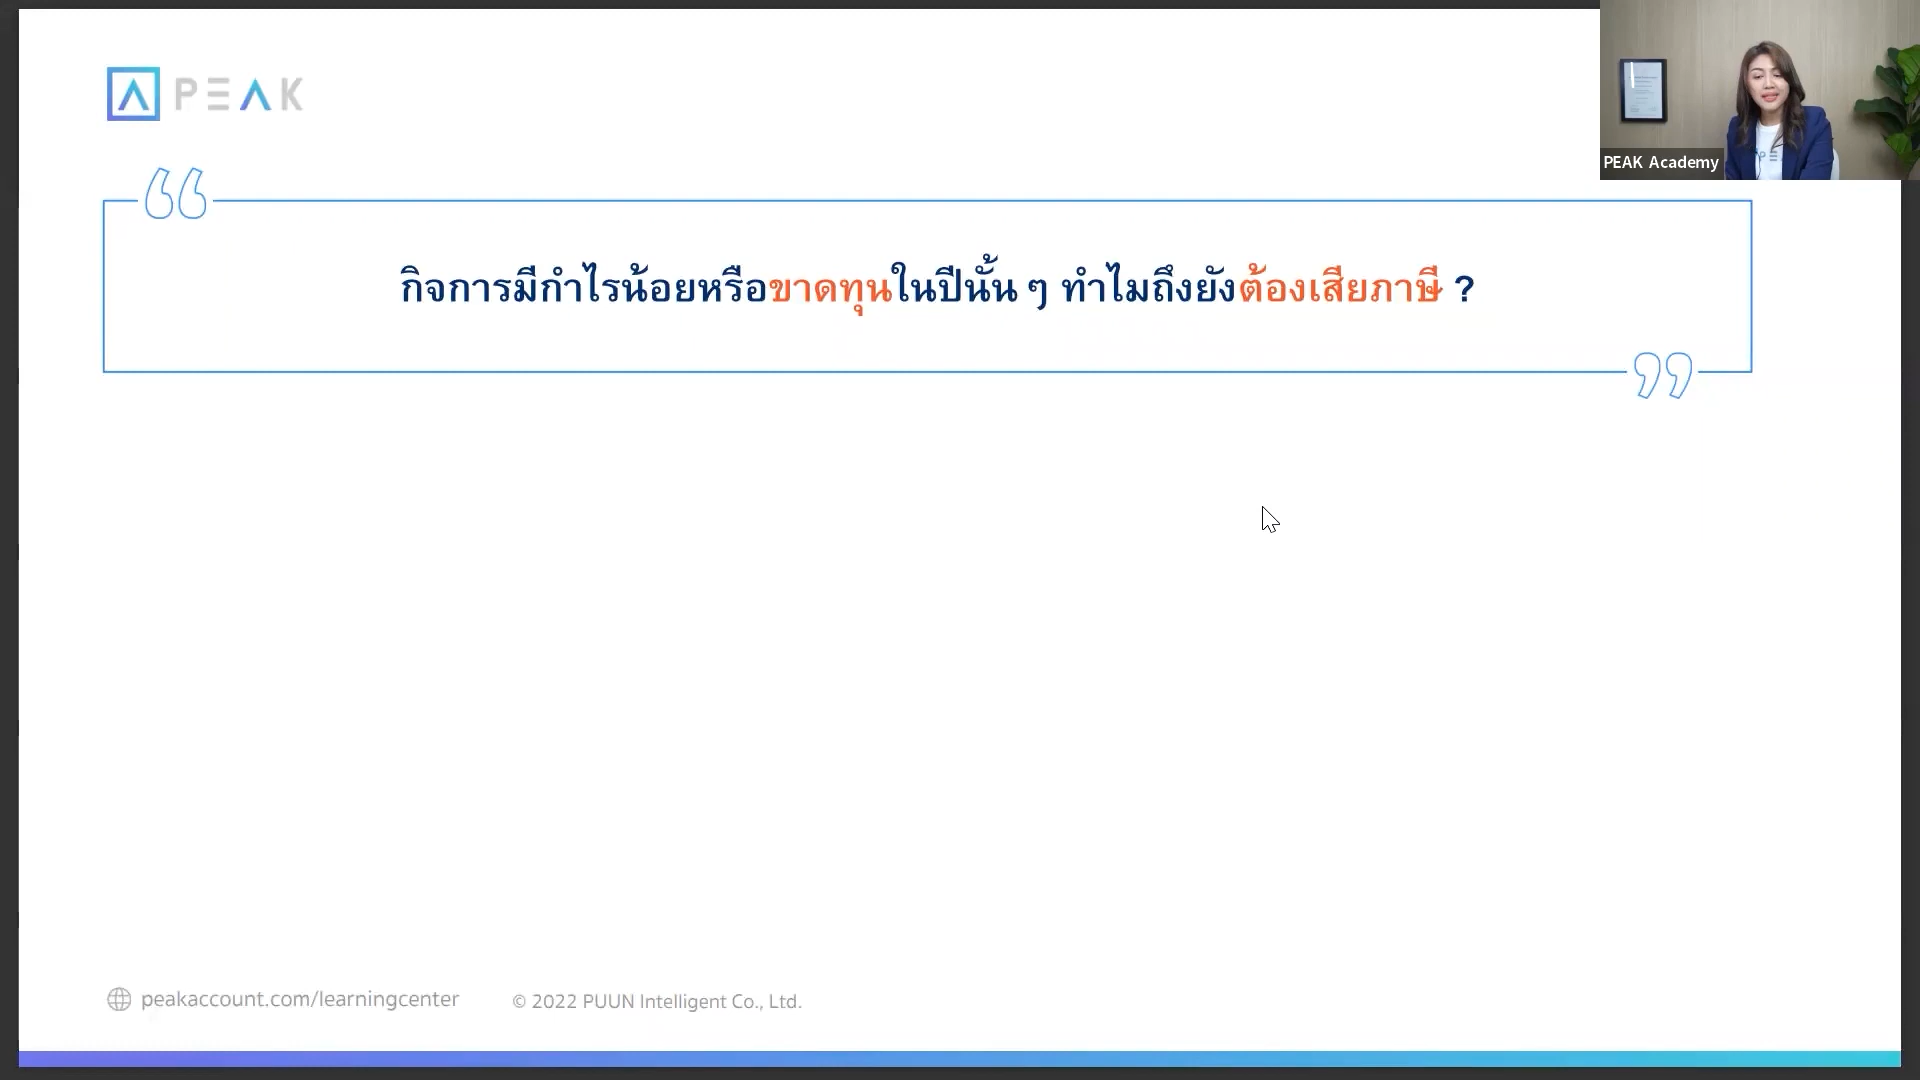 PEAK
PEAK Academy
กิจการมีกำไรน้อยหรือขาดทุนในปีนั้น ๆ ทำไมถึงยังต้องเสียภาษี ?
peakaccount.com/learningcenter
© 2022 PUUN Intelligent Co., Ltd.